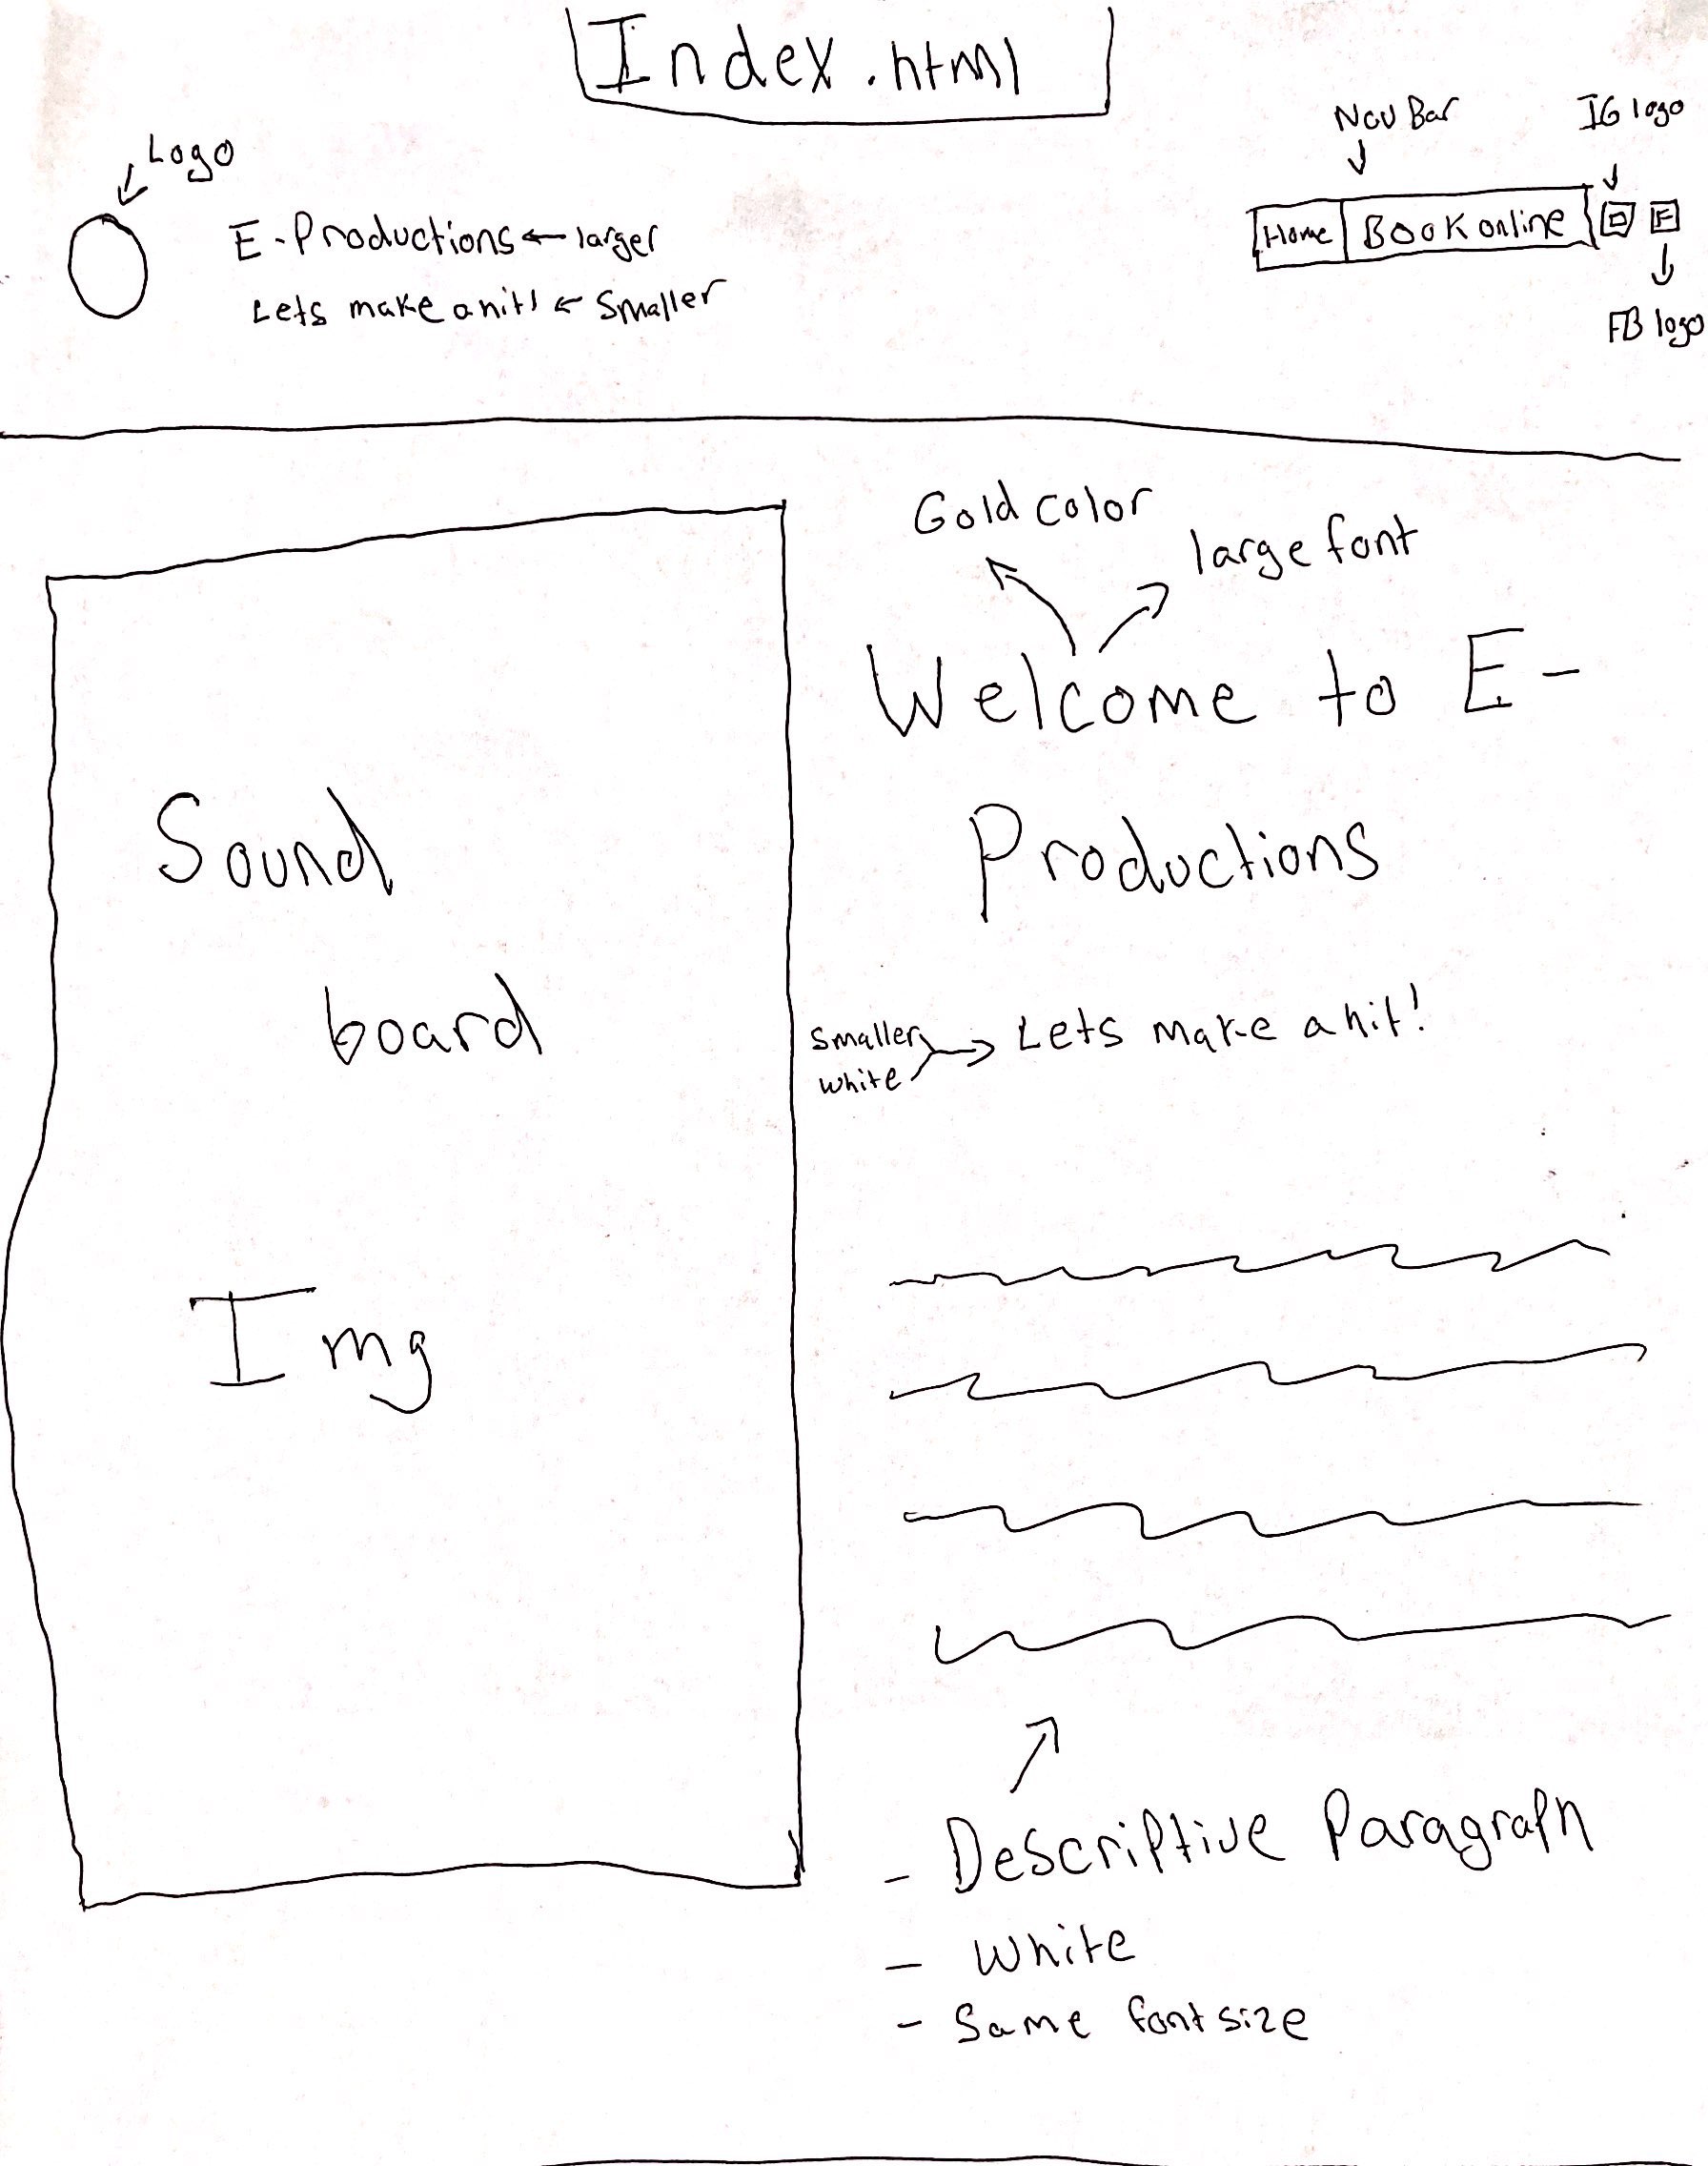 Index.html
Nav Bar
IG logo
Logo
E-Productions ← larger
Home
Book online
F
Lets make a hit! ← Smaller
FB logo
Gold color
large font
Welcome to E-
Productions
Sound
board
Img
Smaller
white
→ Lets make a hit!
- Descriptive Paragraph
- White
- Same font size